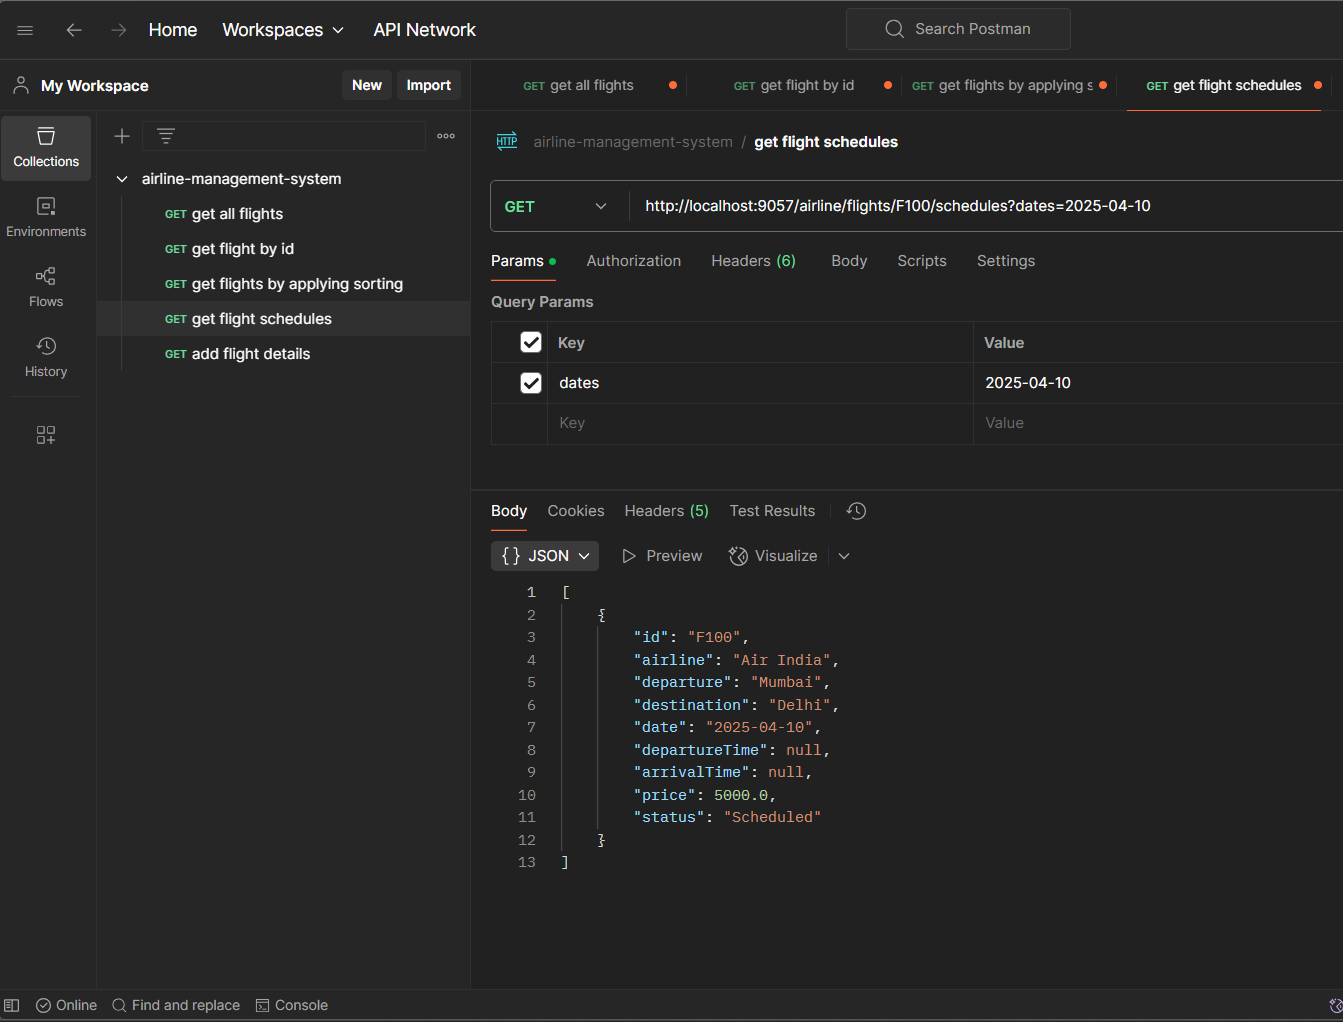 Home Workspaces API Network Search Postman
My Workspace New Import
GET get all flights GET get flight by id GET get flights by applying s GET get flight schedules
Collections
Environments
Flows
History
airline-management-system
GET get all flights
GET get flight by id
GET get flights by applying sorting
GET get flight schedules
GET add flight details
HTTP airline-management-system / get flight schedules
GET http://localhost:9057/airline/flights/F100/schedules?dates=2025-04-10
Params Authorization Headers (6) Body Scripts Settings
Query Params
Key Value
dates 2025-04-10
Key Value
Body Cookies Headers (5) Test Results
{} JSON Preview Visualize
1 [
2 {
3 "id": "F100",
4 "airline": "Air India",
5 "departure": "Mumbai",
6 "destination": "Delhi",
7 "date": "2025-04-10",
8 "departureTime": null,
9 "arrivalTime": null,
10 "price": 5000.0,
11 "status": "Scheduled"
12 }
13 ]
Online Find and replace Console